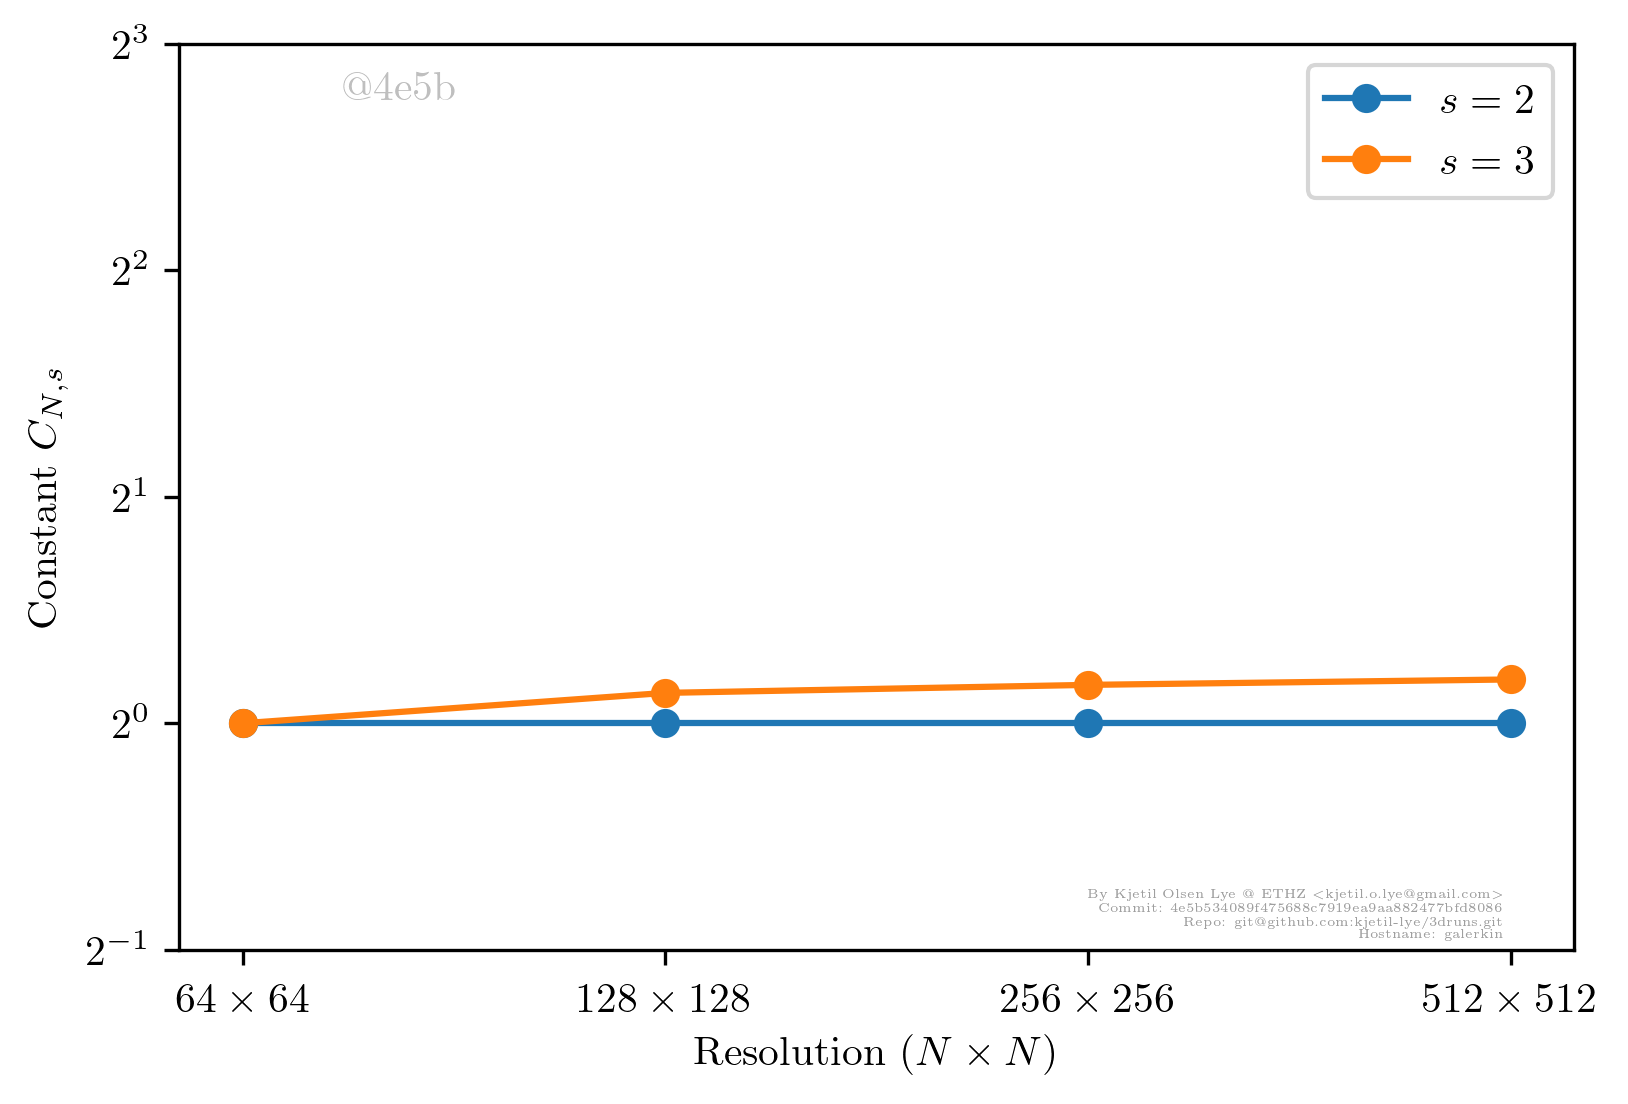 2^3
@4e5b
s = 2
s = 3
2^2
2^1
2^0
2^{-1}
Constant C_{N,s}
By Kjetil Olsen Lye @ ETHZ <kjetil.o.lye@gmail.com>
Commit: 4e5b534089f475688c7919ea9aa882477bfd8086
Repo: git@github.com:kjetil-lye/3druns.git
Hostname: galerkin
64 × 64
128 × 128
256 × 256
512 × 512
Resolution (N × N)